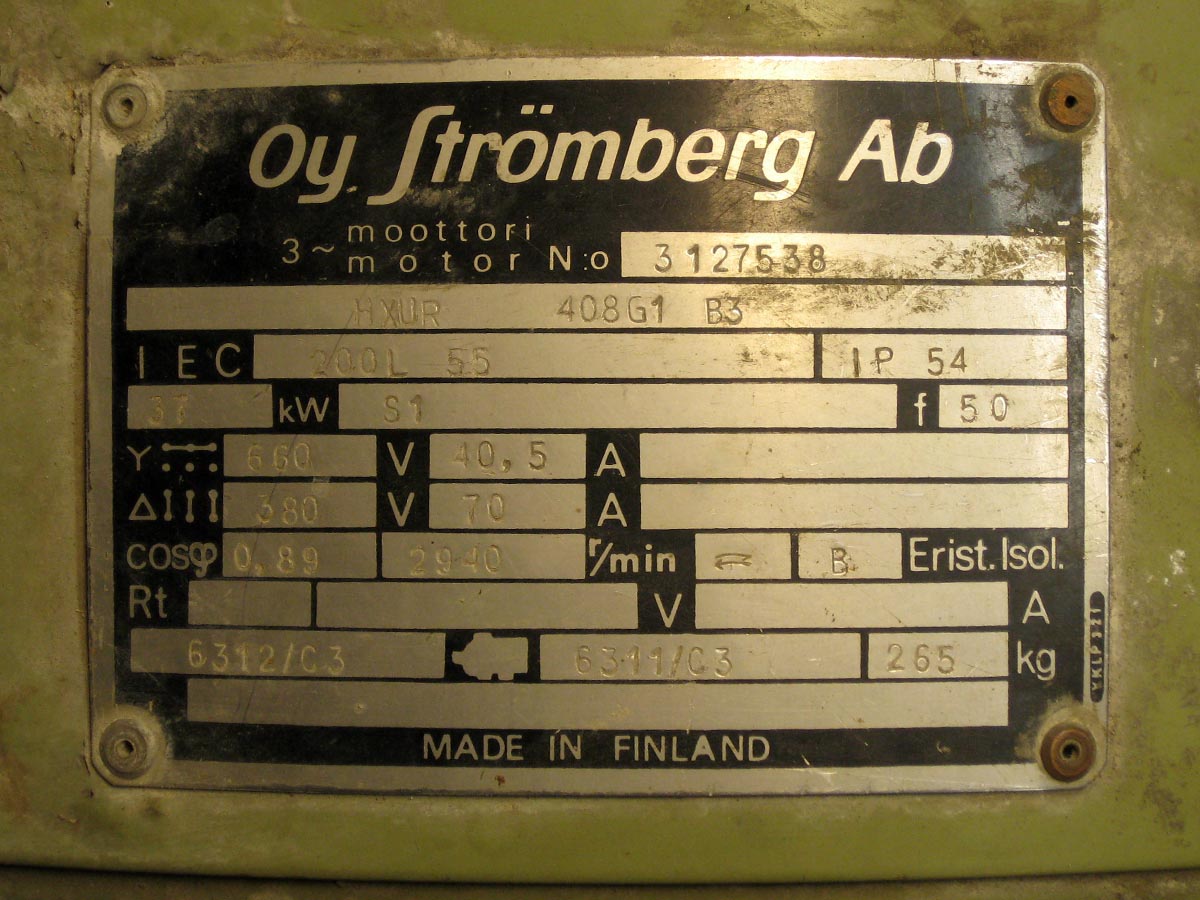 Oy Strömberg Ab
3~ moottori
motor N:o 3127538
HXUR 408G1 B3
IEC 200L 55 IP 54
37 kW S1 f 50
Y 660 V 40,5 A
Δ 380 V 70 A
cosφ 0,89 2940 r/min B Erist. Isol.
Rt V A
6312/C3 6311/C3 265 kg
MADE IN FINLAND
YKLP 321